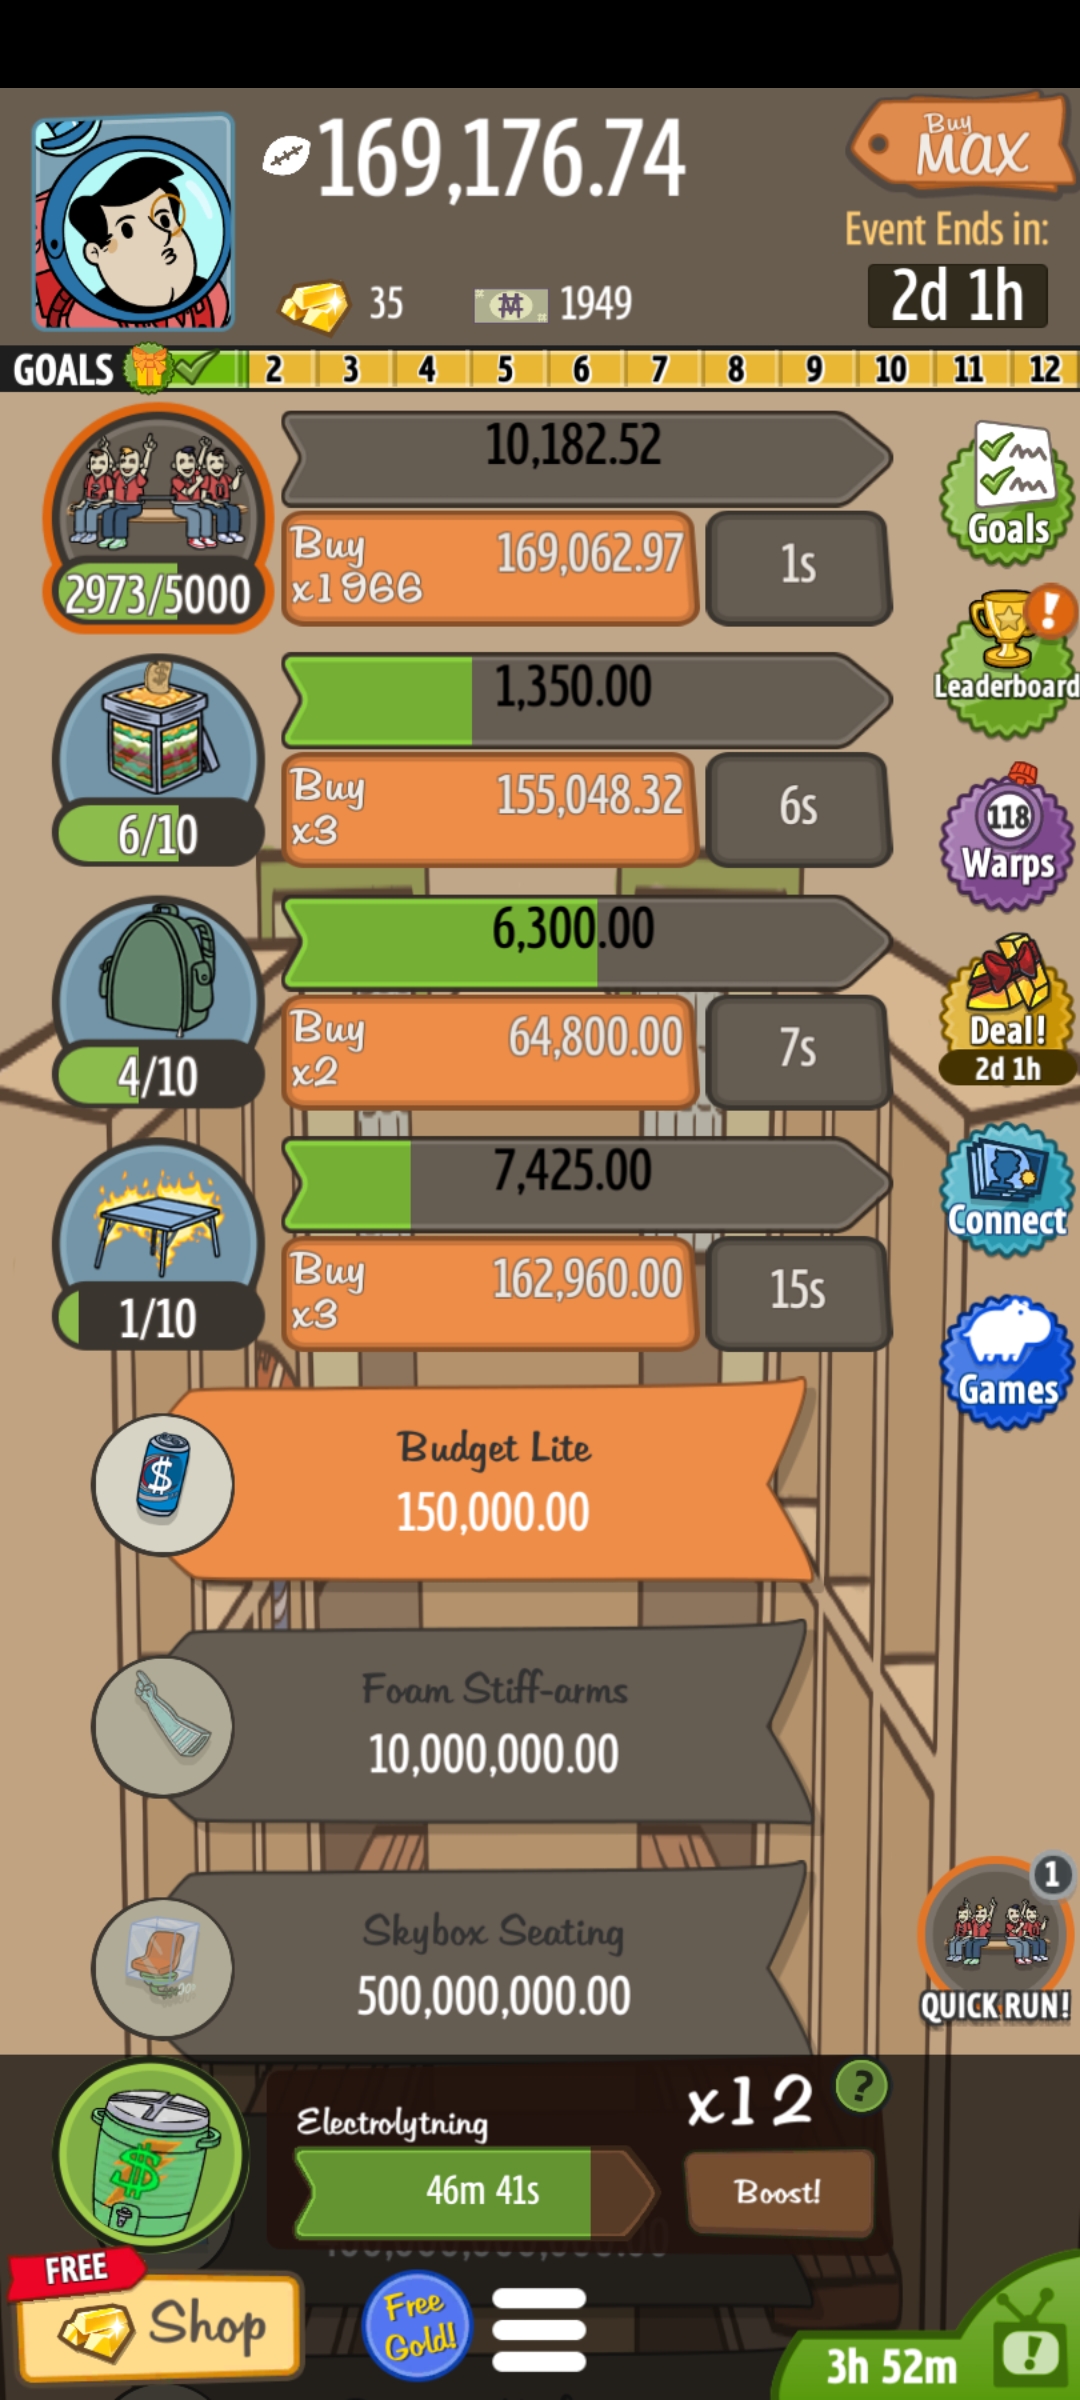 169,176.74
Buy
MAX
Event Ends in:
35
1949
2d 1h
GOALS 2 3 4 5 6 7 8 9 10 11 12
10,182.52
Buy
x1966
169,062.97
1s
2973/5000
Goals
1,350.00
Buy
x3
155,048.32
6s
6/10
Leaderboard
118
Warps
6,300.00
Buy
x2
64,800.00
7s
4/10
Deal!
2d 1h
7,425.00
Buy
x3
162,960.00
15s
1/10
Connect
Games
Budget Lite
150,000.00
Foam Stiff-arms
10,000,000.00
Skybox Seating
500,000,000.00
1
QUICK RUN!
Electrolytning
x12
?
46m 41s
Boost!
FREE
Shop
Free
Gold!
3h 52m